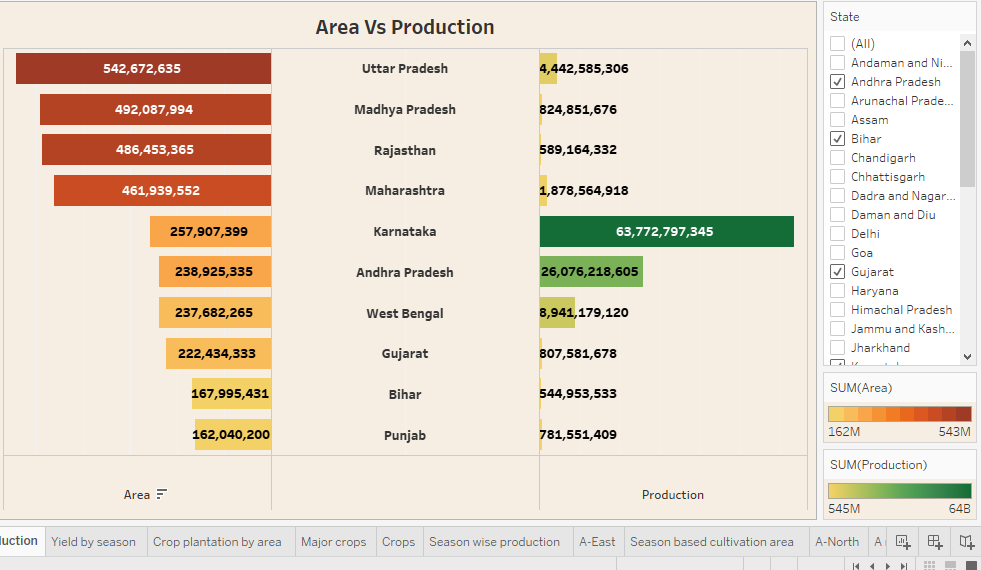 Area Vs Production
542,672,635 Uttar Pradesh 4,442,585,306
492,087,994 Madhya Pradesh 824,851,676
486,453,365 Rajasthan 589,164,332
461,939,552 Maharashtra 1,878,564,918
257,907,399 Karnataka 63,772,797,345
238,925,335 Andhra Pradesh 26,076,218,605
237,682,265 West Bengal 8,941,179,120
222,434,333 Gujarat 807,581,678
167,995,431 Bihar 544,953,533
162,040,200 Punjab 781,551,409
Area Production
State
(All)
Andaman and Ni...
Andhra Pradesh
Arunachal Prade...
Assam
Bihar
Chandigarh
Chhattisgarh
Dadra and Nagar...
Daman and Diu
Delhi
Goa
Gujarat
Haryana
Himachal Pradesh
Jammu and Kash...
Jharkhand
SUM(Area)
162M 543M
SUM(Production)
545M 64B
uction Yield by season Crop plantation by area Major crops Crops Season wise production A-East Season based cultivation area A-North A